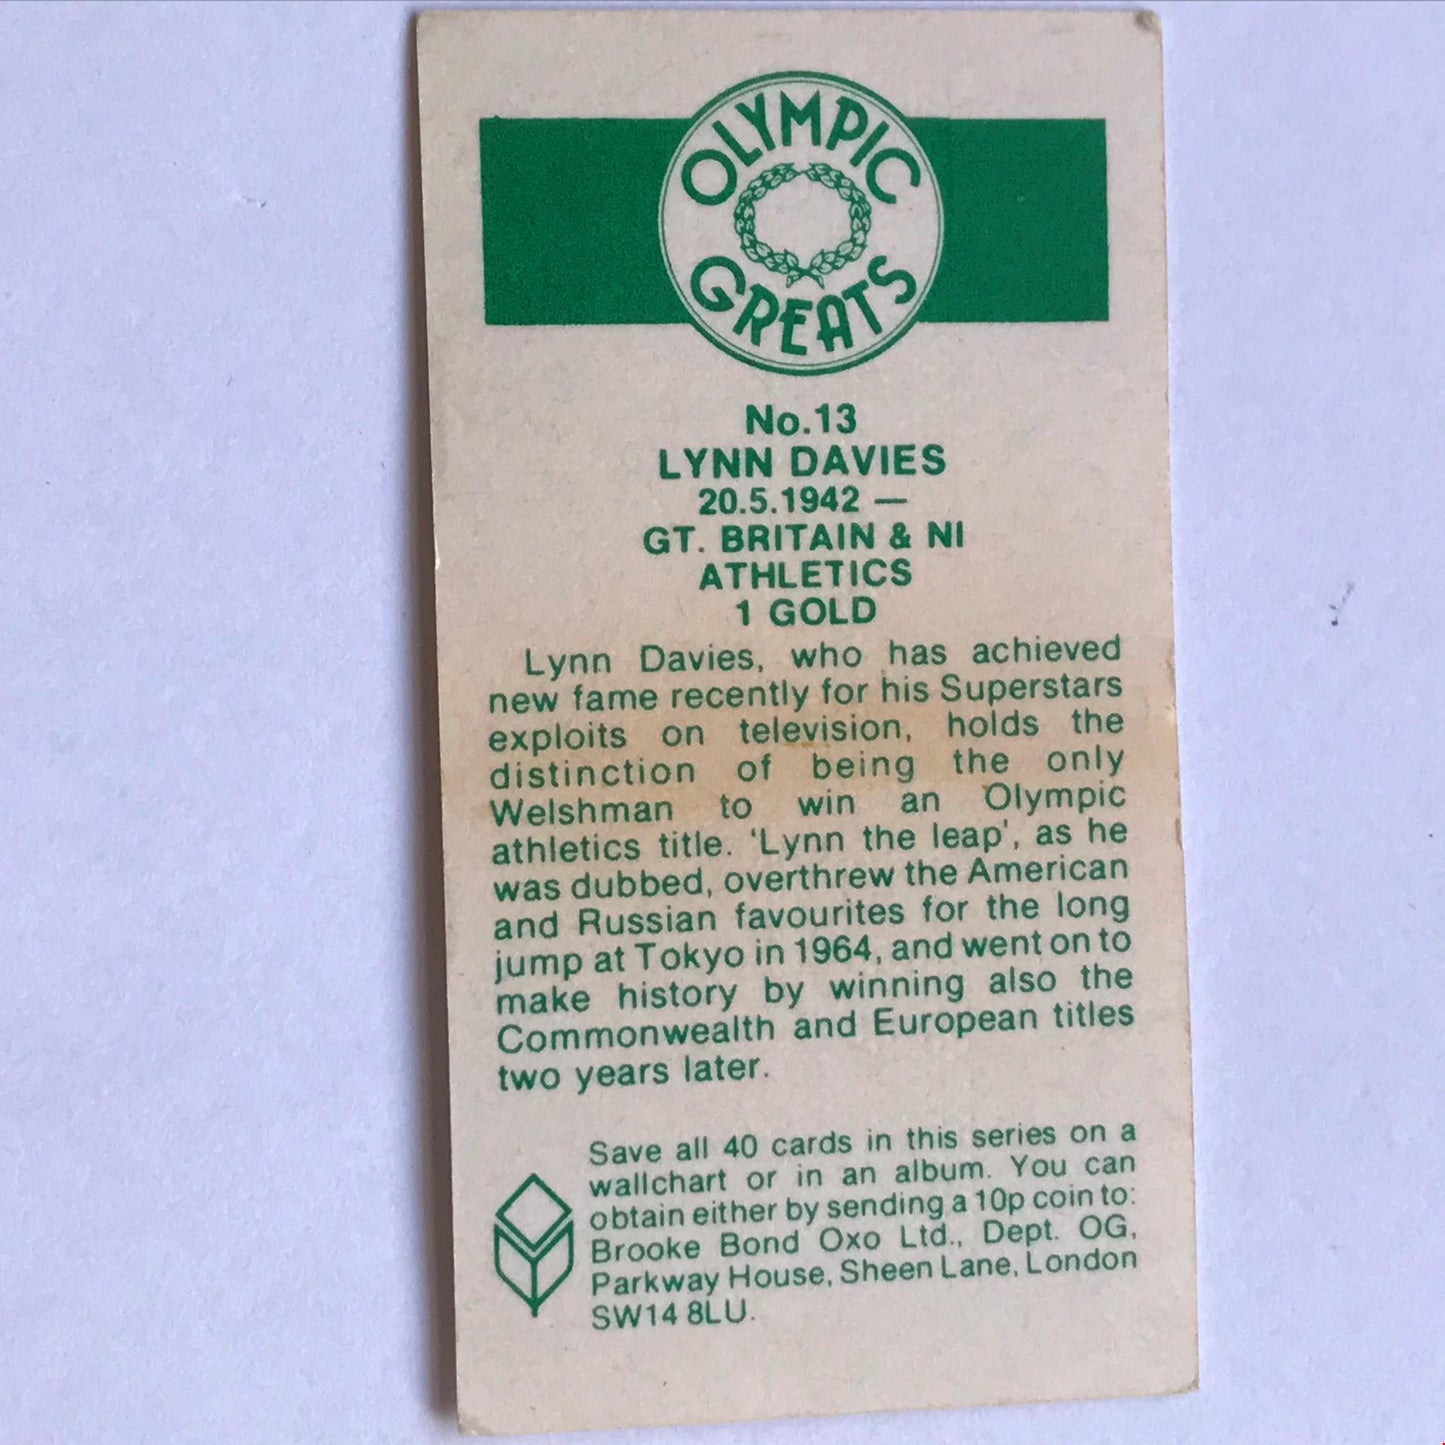 OLYMPIC
GREATS
No.13
LYNN DAVIES
20.5.1942 —
GT. BRITAIN & NI
ATHLETICS
1 GOLD
Lynn Davies, who has achieved
new fame recently for his Superstars
exploits on television, holds the
distinction of being the only
Welshman to win an Olympic
athletics title. 'Lynn the leap', as he
was dubbed, overthrew the American
and Russian favourites for the long
jump at Tokyo in 1964, and went on to
make history by winning also the
Commonwealth and European titles
two years later.
Save all 40 cards in this series on a
wallchart or in an album. You can
obtain either by sending a 10p coin to:
Brooke Bond Oxo Ltd., Dept. OG,
Parkway House, Sheen Lane, London
SW14 8LU.